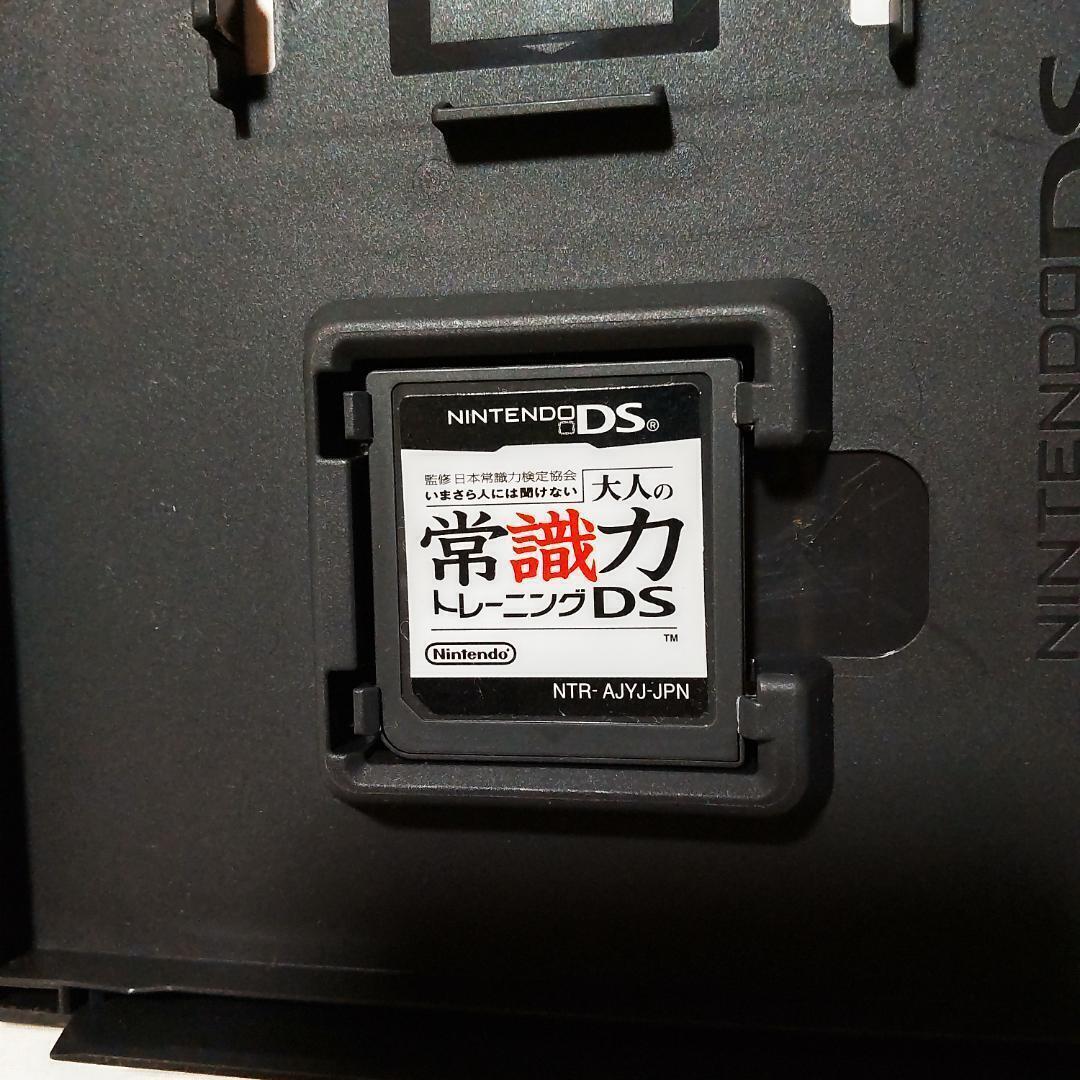 NINTENDO DS®
監修 日本常識力検定協会
いまさら人には聞けない
大人の
常識力
トレーニングDS
TM
Nintendo®
NTR- AJYJ-JPN
NINTENDODS